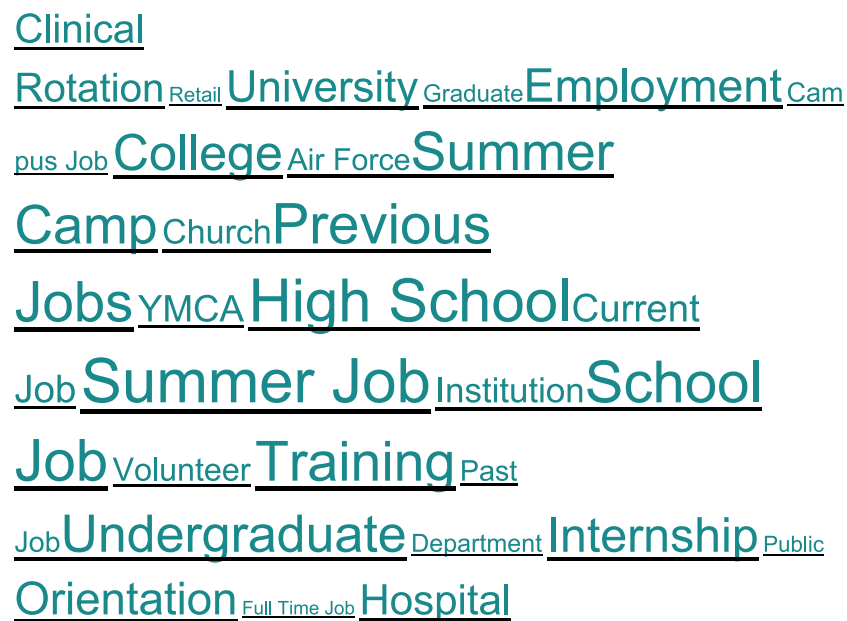 Clinical
Rotation Retail University Graduate Employment Cam
pus Job College Air Force Summer
Camp Church Previous
Jobs YMCA High School Current
Job Summer Job Institution School
Job Volunteer Training Past
Job Undergraduate Department Internship Public
Orientation Full Time Job Hospital